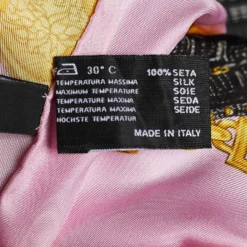 30° C 100% SETA
TEMPERATURA MASSIMA SILK
MAXIMUM TEMPERATUR SOIE
TEMPERATURE MAXIMA SEDA
TEMPERATURA MAXIMA SEIDE
HÖCHSTE TEMPERATUR
MADE IN ITALY